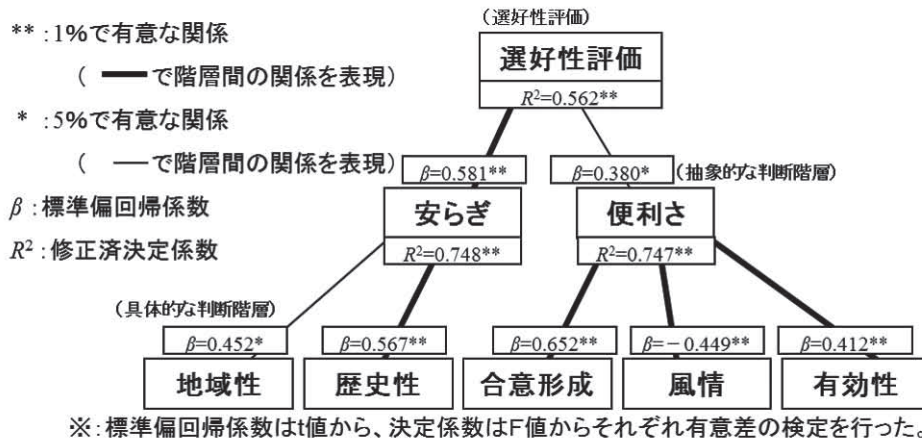 ** :1%で有意な関係
( ━で階層間の関係を表現)
* :5%で有意な関係
( ―で階層間の関係を表現)
β:標準偏回帰係数
R²:修正済決定係数
(選好性評価)
選好性評価
R²=0.562**
β=0.581**
β=0.380*
(抽象的な判断階層)
安らぎ
便利さ
R²=0.748**
R²=0.747**
(具体的な判断階層)
β=0.452*
β=0.567**
β=0.652**
β=-0.449**
β=0.412**
地域性
歴史性
合意形成
風情
有効性
※:標準偏回帰係数はt値から、決定係数はF値からそれぞれ有意差の検定を行った。